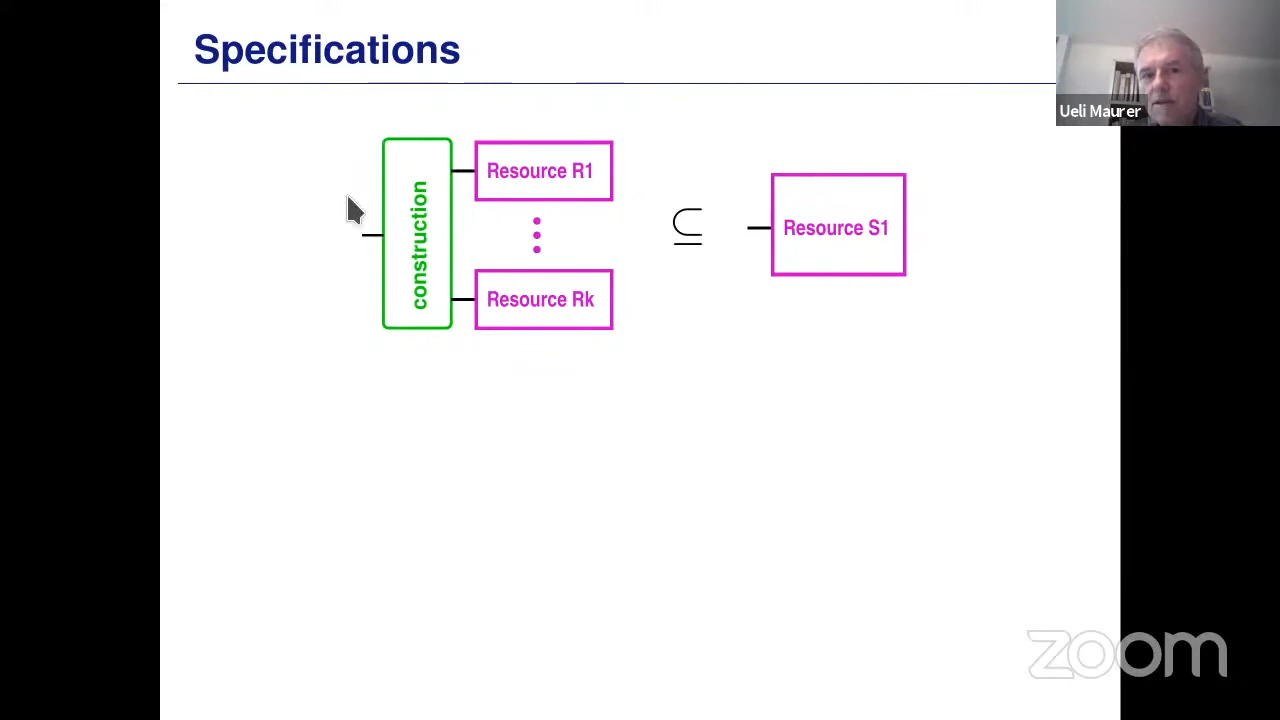 Specifications
Ueli Maurer
construction
Resource R1
⊆
Resource S1
Resource Rk
zoom